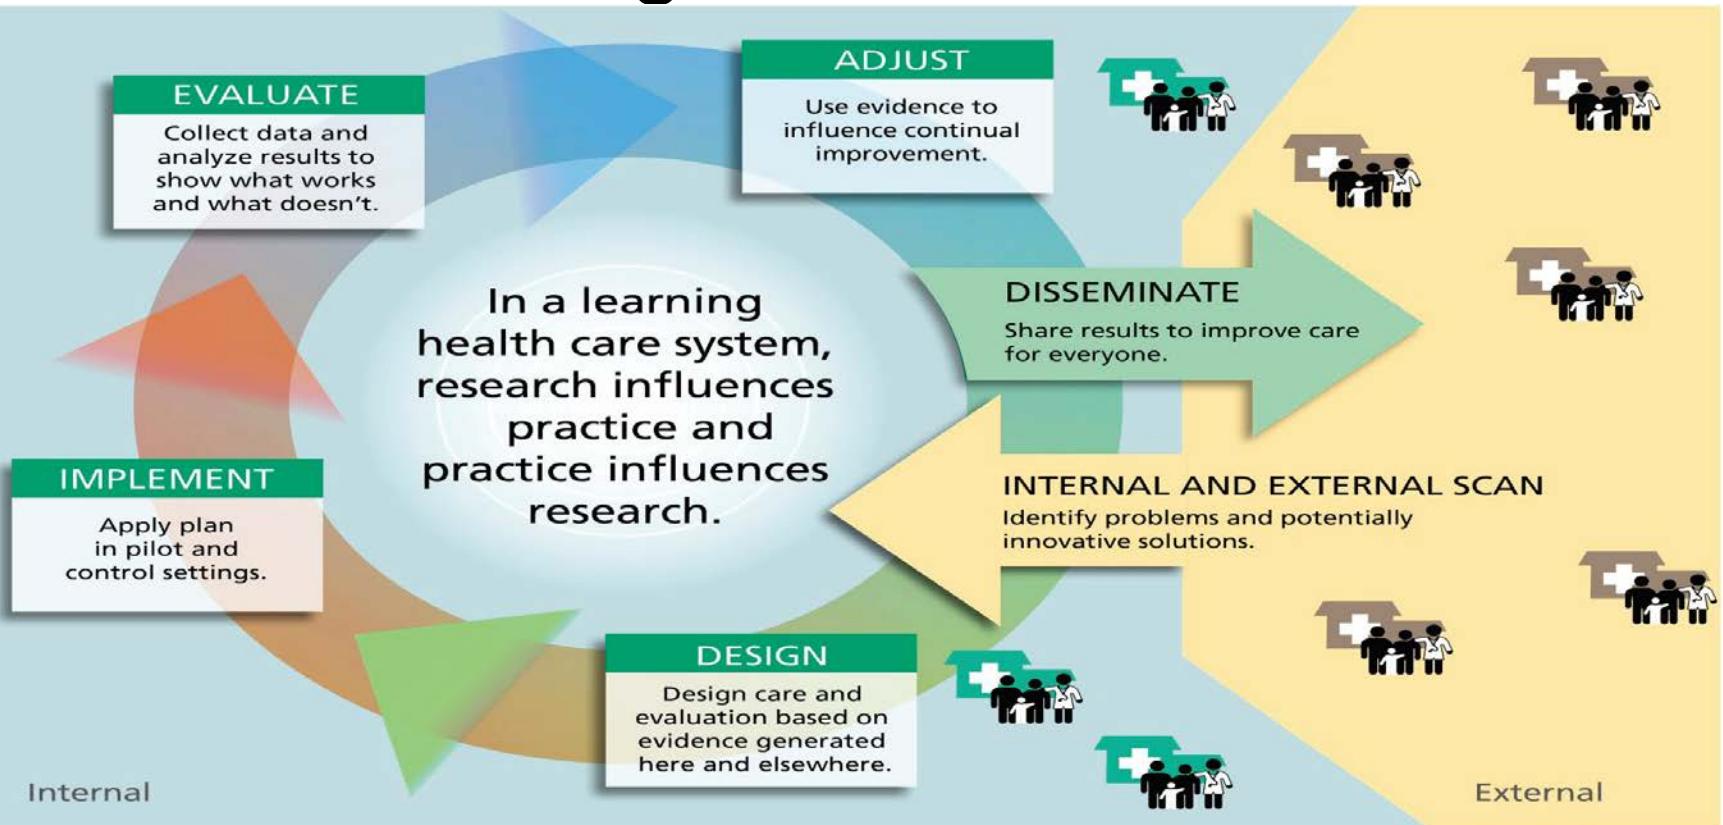 EVALUATE
Collect data and
analyze results to
show what works
and what doesn't.
ADJUST
Use evidence to
influence continual
improvement.
In a learning
health care system,
research influences
practice and
practice influences
research.
DISSEMINATE
Share results to improve care
for everyone.
INTERNAL AND EXTERNAL SCAN
Identify problems and potentially
innovative solutions.
IMPLEMENT
Apply plan
in pilot and
control settings.
DESIGN
Design care and
evaluation based on
evidence generated
here and elsewhere.
Internal
External